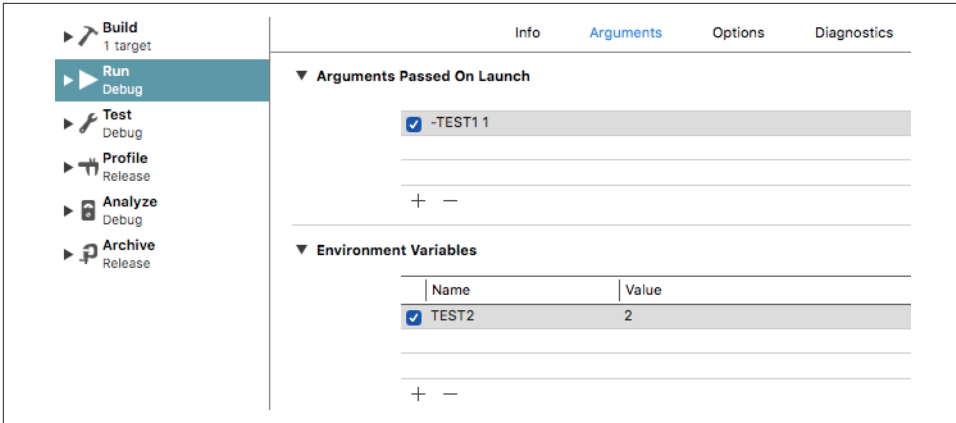 Build
1 target
Run
Debug
Test
Debug
Profile
Release
Analyze
Debug
Archive
Release
Info Arguments Options Diagnostics
Arguments Passed On Launch
-TEST1 1
+ −
Environment Variables
Name Value
TEST2 2
+ −